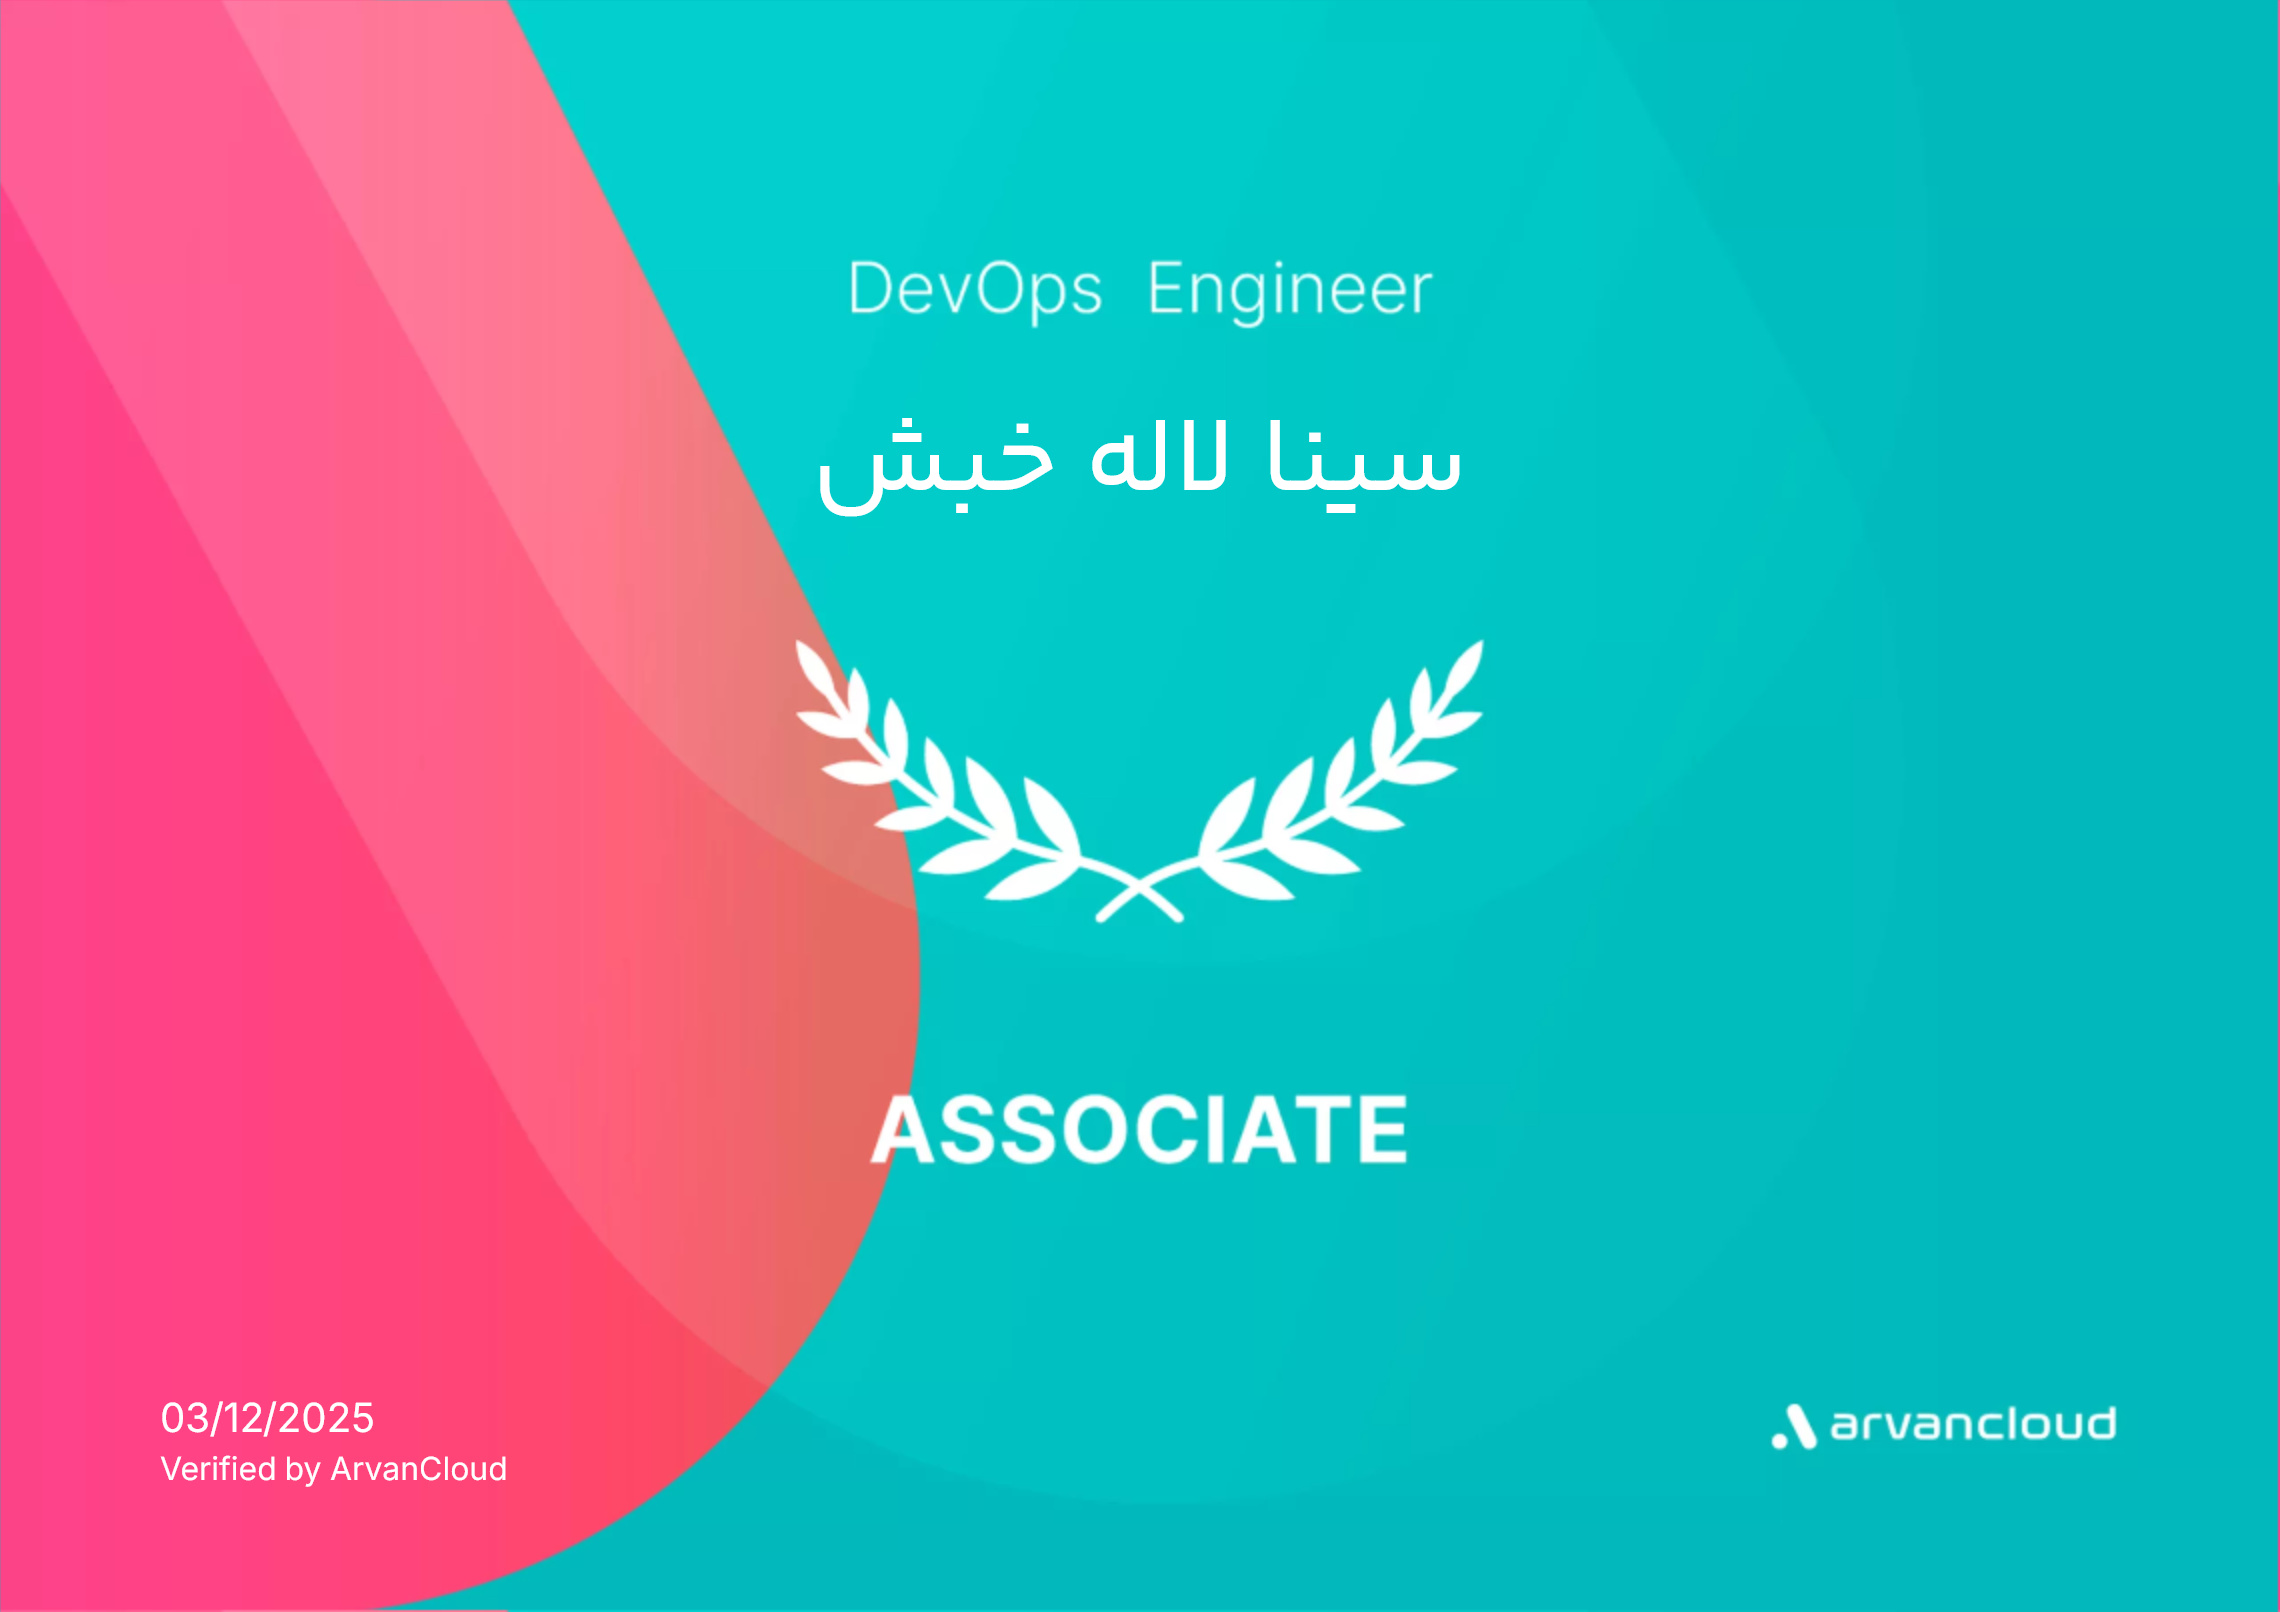 DevOps Engineer
سینا لاله خبش
ASSOCIATE
03/12/2025
Verified by ArvanCloud
arvancloud